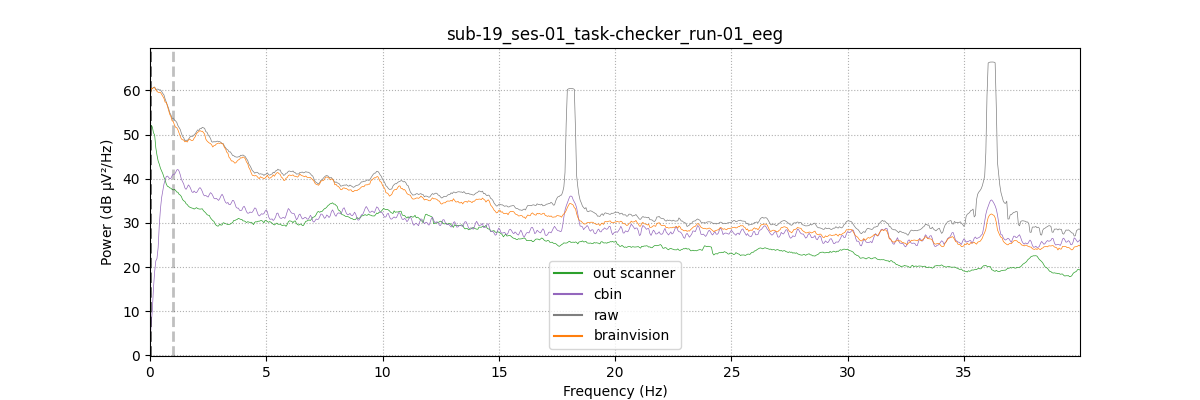 sub-19_ses-01_task-checker_run-01_eeg
Power (dB µV²/Hz)
60
50
40
30
20
10
0
out scanner
cbin
raw
brainvision
0 5 10 15 20 25 30 35
Frequency (Hz)